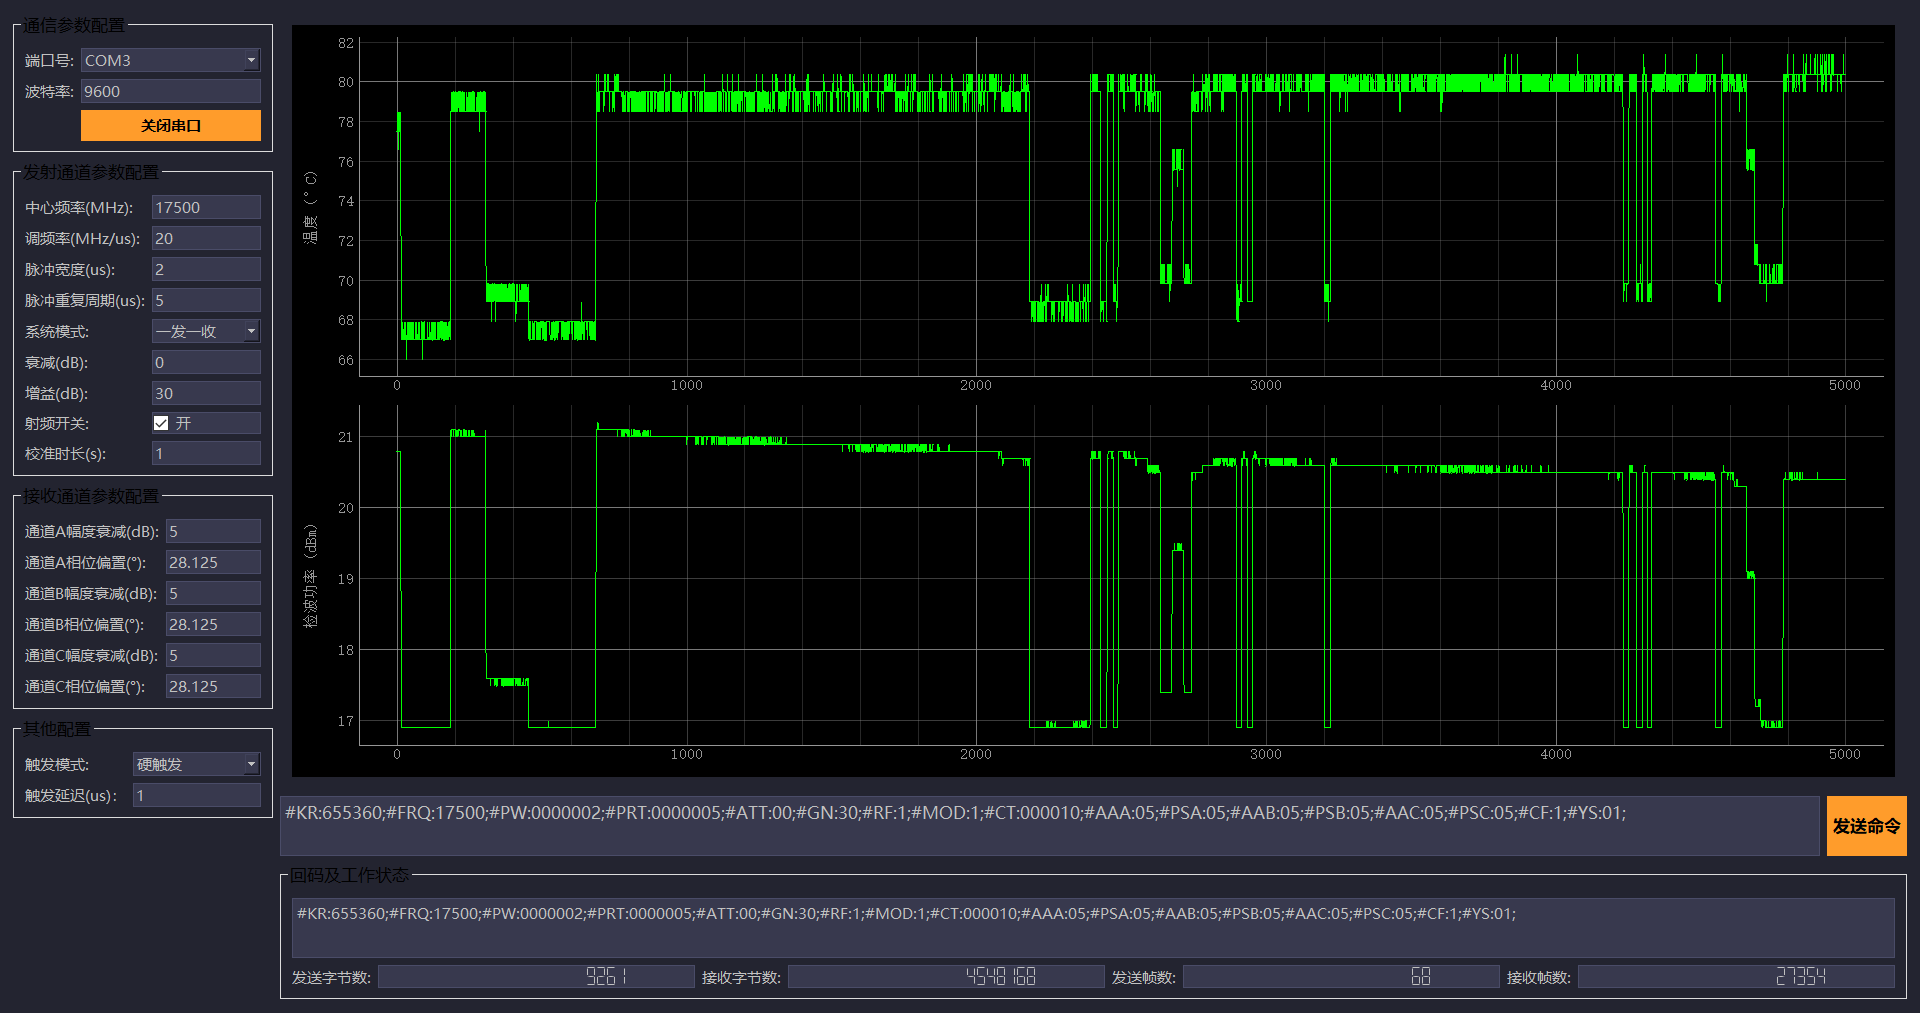 通信参数配置
端口号: COM3
波特率: 9600
关闭串口
发射通道参数配置
中心频率(MHz): 17500
调频率(MHz/us): 20
脉冲宽度(us): 2
脉冲重复周期(us): 5
系统模式: 一发一收
衰减(dB): 0
增益(dB): 30
射频开关: 开
校准时长(s): 1
接收通道参数配置
通道A幅度衰减(dB): 5
通道A相位偏置(°): 28.125
通道B幅度衰减(dB): 5
通道B相位偏置(°): 28.125
通道C幅度衰减(dB): 5
通道C相位偏置(°): 28.125
其他配置
触发模式: 硬触发
触发延迟(us): 1
温度 (°C)
82
80
78
76
74
72
70
68
66
0 1000 2000 3000 4000 5000
检波功率 (dBm)
21
20
19
18
17
0 1000 2000 3000 4000 5000
#KR:655360;#FRQ:17500;#PW:0000002;#PRT:0000005;#ATT:00;#GN:30;#RF:1;#MOD:1;#CT:000010;#AAA:05;#PSA:05;#AAB:05;#PSB:05;#AAC:05;#PSC:05;#CF:1;#YS:01;
发送命令
回码及工作状态
#KR:655360;#FRQ:17500;#PW:0000002;#PRT:0000005;#ATT:00;#GN:30;#RF:1;#MOD:1;#CT:000010;#AAA:05;#PSA:05;#AAB:05;#PSB:05;#AAC:05;#PSC:05;#CF:1;#YS:01;
发送字节数: 9261 接收字节数: 4548168 发送帧数: 68 接收帧数: 27354